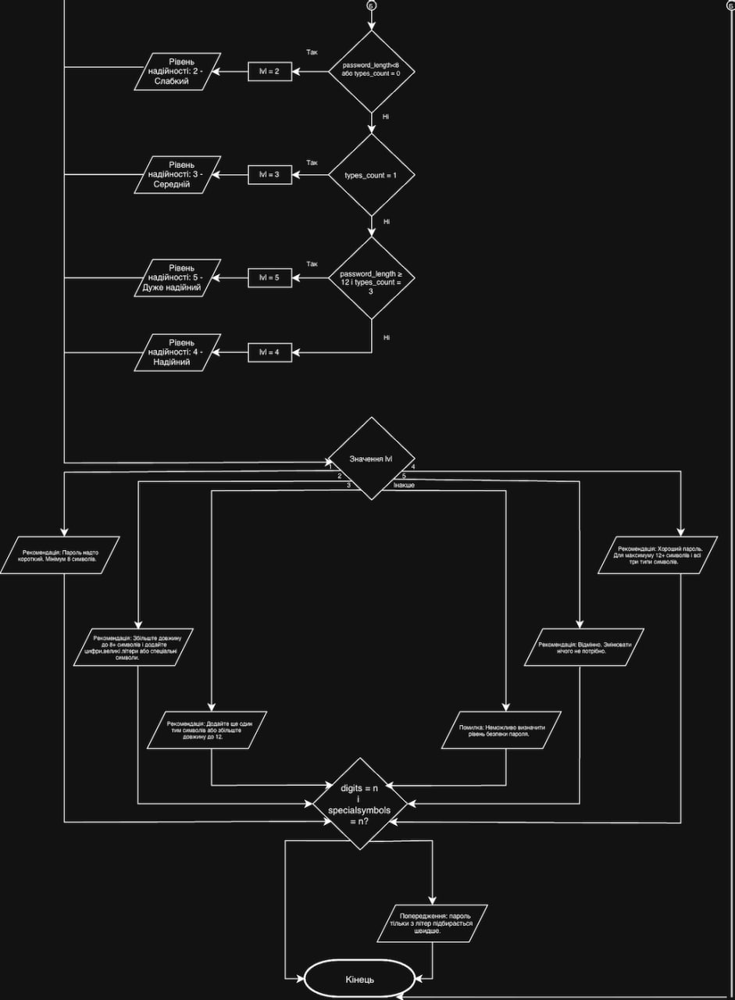 Б
Б
password_length<8
або types_count = 0
Так
lvl = 2
Рівень
надійності: 2 -
Слабкий
Ні
types_count = 1
Так
lvl = 3
Рівень
надійності: 3 -
Середній
Ні
password_length ≥
12 і types_count =
3
Так
lvl = 5
Рівень
надійності: 5 -
Дуже надійний
Ні
lvl = 4
Рівень
надійності: 4 -
Надійний
Значення lvl
1
2
3
4
5
Інакше
Рекомендація: Пароль надто
короткий. Мінімум 8 символів.
Рекомендація: Хороший пароль.
Для максимуму 12+ символів і всі
три типи символів.
Рекомендація: Збільште довжину
до 8+ символів і додайте
цифри,великі літери або спеціальні
символи.
Рекомендація: Відмінно. Змінювати
нічого не потрібно.
Рекомендація: Додайте ще один
тим символів або збільште
довжину до 12.
Помилка: Неможливо визначити
рівень безпеки пароля.
digits = n
і
specialsymbols
= n?
Попередження: пароль
тільки з літер підбирається
швидше.
Кінець